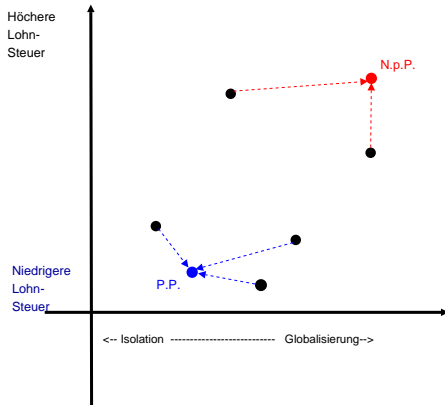 Höchere
Lohn-
Steuer
N.p.P.
Niedrigere
Lohn-
Steuer
P.P.
<-- Isolation -------------------------- Globalisierung-->